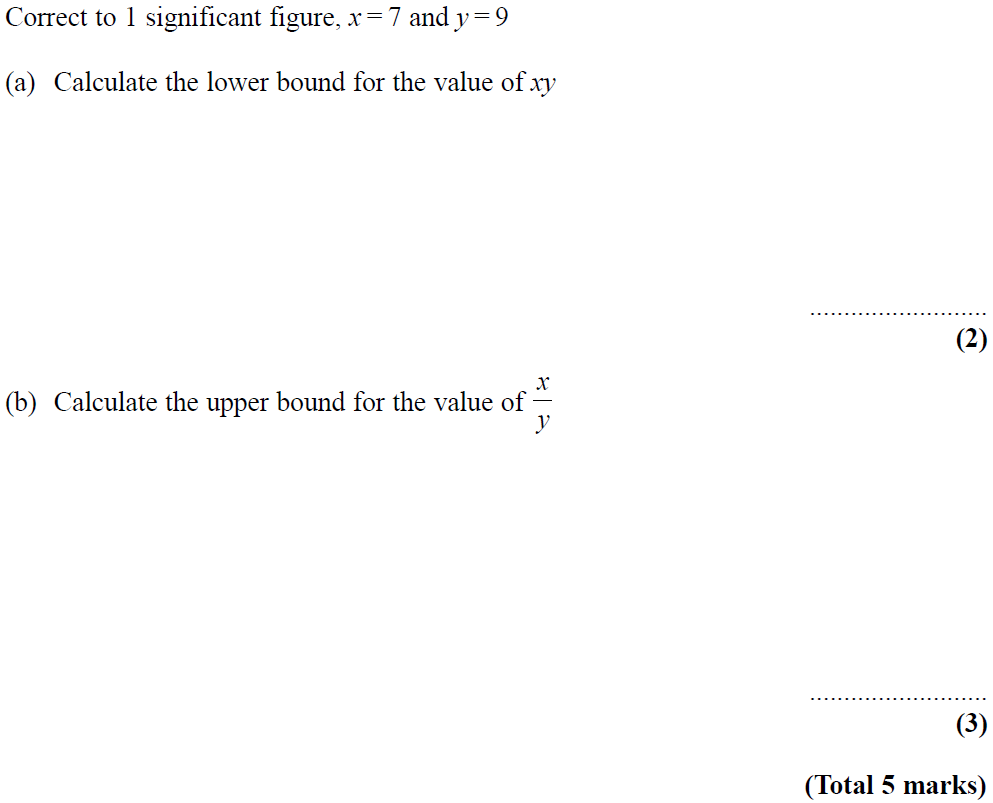 Correct to 1 significant figure, x = 7 and y = 9
(a) Calculate the lower bound for the value of xy
..........................
(2)
(b) Calculate the upper bound for the value of x/y
..........................
(3)
(Total 5 marks)